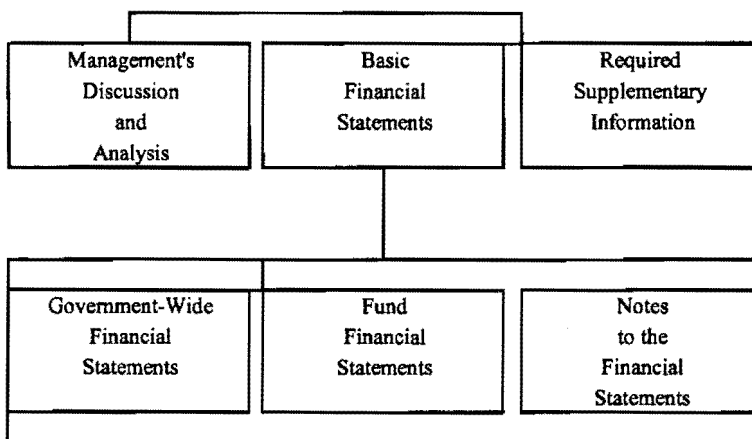 Management's
Discussion
and
Analysis
Basic
Financial
Statements
Required
Supplementary
Information
Government-Wide
Financial
Statements
Fund
Financial
Statements
Notes
to the
Financial
Statements